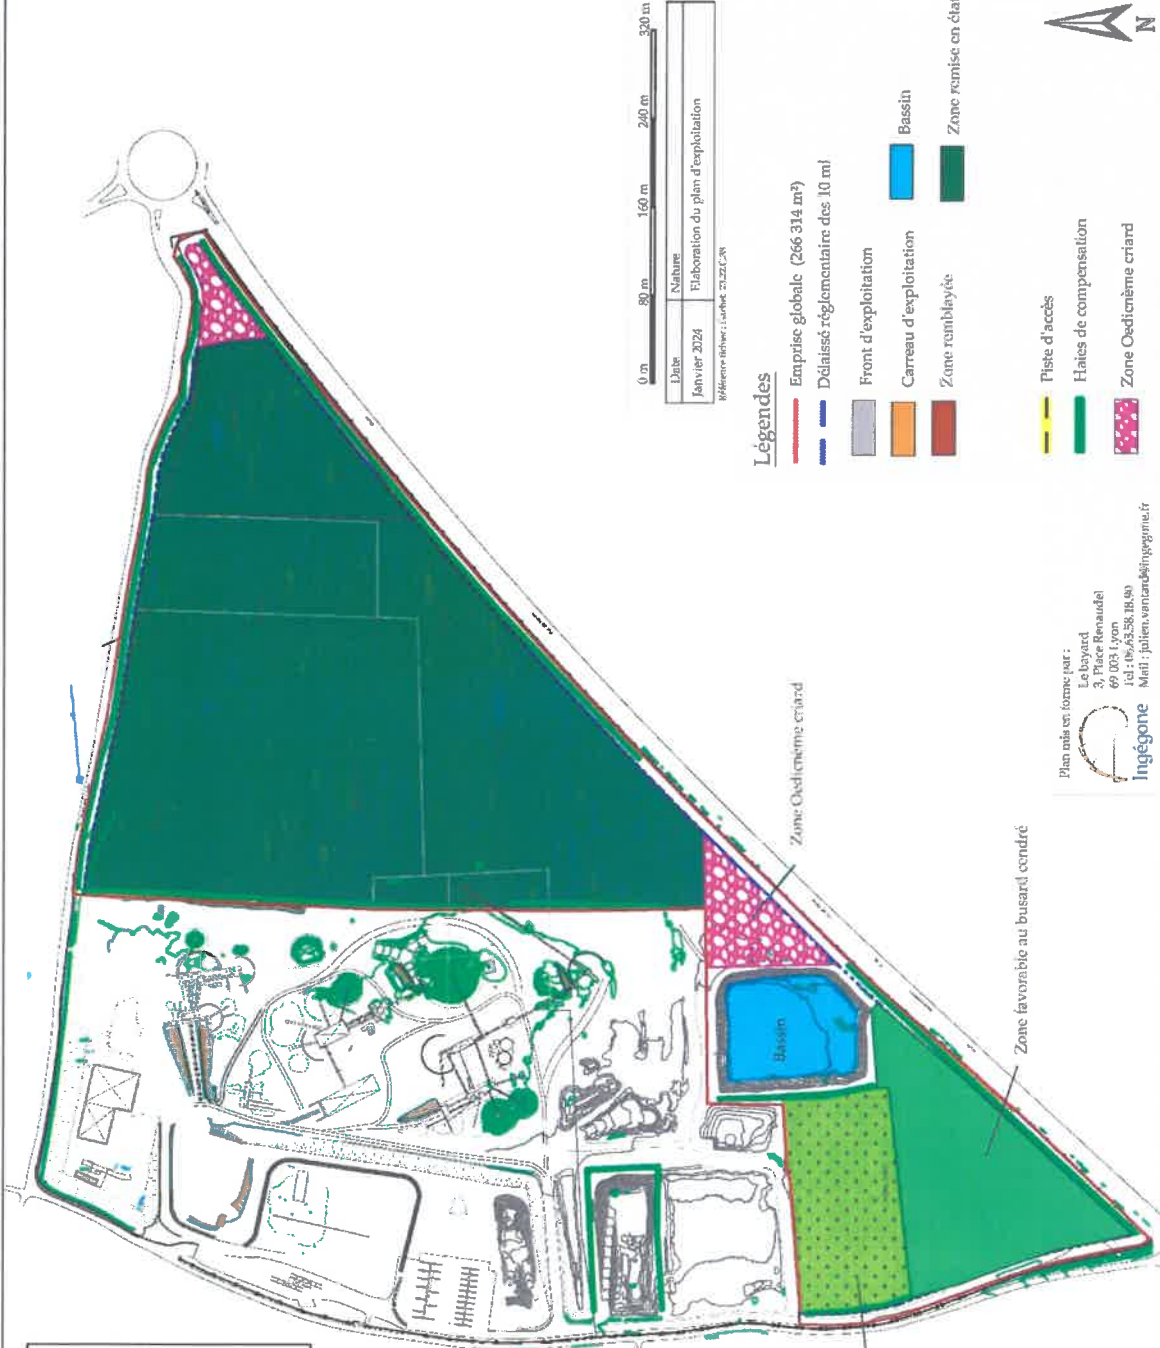 0 m 80 m 160 m 240 m 320 m
Date Nature
Janvier 2024 Elaboration du plan d'exploitation
Légendes
Emprise globale (266 314 m²)
Délaissé réglementaire des 10 ml
Front d'exploitation
Carreau d'exploitation
Bassin
Zone remblayée
Zone remise en état
Piste d'accès
Haies de compensation
Zone Oedicnème criard
N
Plan mis en forme par :
Le bayard
3, Place Renaudel
69 003 Lyon
Ingégone
Zone Oedicnème criard
Zone favorable au busard cendré
Bassin